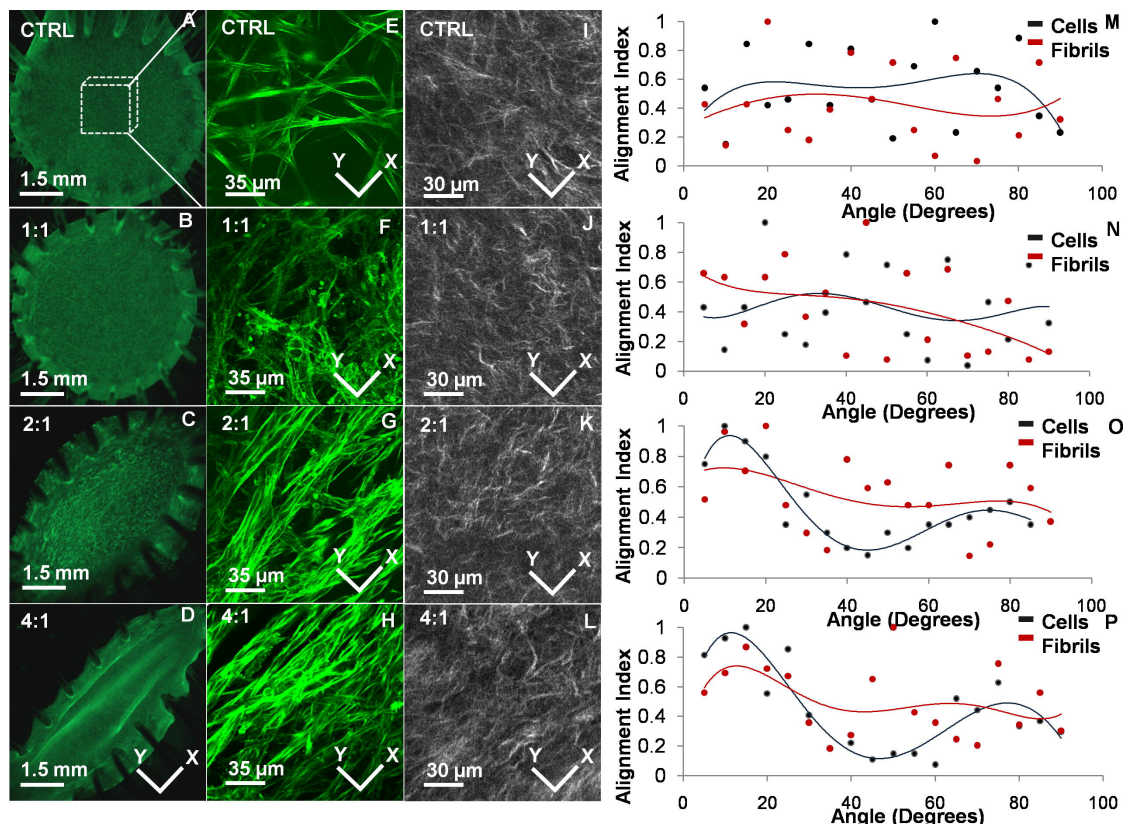 CTRL A
1.5 mm
CTRL E
35 µm
Y X
CTRL I
30 µm
Y X
1:1 B
1.5 mm
1:1 F
35 µm
Y X
1:1 J
30 µm
Y X
2:1 C
1.5 mm
2:1 G
35 µm
Y X
2:1 K
30 µm
Y X
4:1 D
1.5 mm
Y X
4:1 H
35 µm
Y X
4:1 L
30 µm
Y X
Alignment Index
1
0.8
0.6
0.4
0.2
0
0 20 40 60 80 100
Angle (Degrees)
Cells M
Fibrils
Alignment Index
1
0.8
0.6
0.4
0.2
0
0 20 40 60 80 100
Cells N
Fibrils
Alignment Index
1
0.8
0.6
0.4
0.2
0
0 20 40 60 80 100
Angle (Degrees)
Cells O
Fibrils
Alignment Index
1
0.8
0.6
0.4
0.2
0
0 20 40 60 80 100
Angle (Degrees)
Cells P
Fibrils
Angle (Degrees)